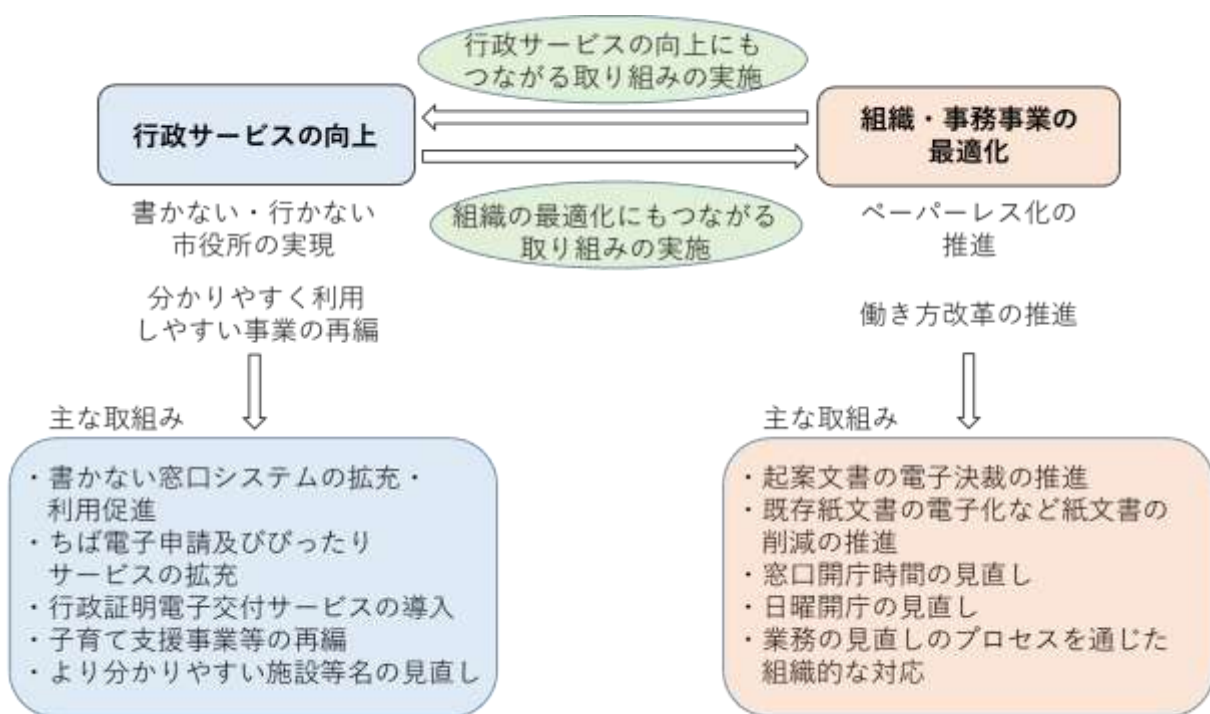 行政サービスの向上にも
つながる取り組みの実施
行政サービスの向上
組織・事務事業の
最適化
組織の最適化にもつながる
取り組みの実施
書かない・行かない
市役所の実現
分かりやすく利用
しやすい事業の再編
ペーパーレス化の
推進
働き方改革の推進
主な取組み
・書かない窓口システムの拡充・
利用促進
・ちば電子申請及びぴったり
サービスの拡充
・行政証明電子交付サービスの導入
・子育て支援事業等の再編
・より分かりやすい施設等名の見直し
主な取組み
・起案文書の電子決裁の推進
・既存紙文書の電子化など紙文書の
削減の推進
・窓口開庁時間の見直し
・日曜開庁の見直し
・業務の見直しのプロセスを通じた
組織的な対応